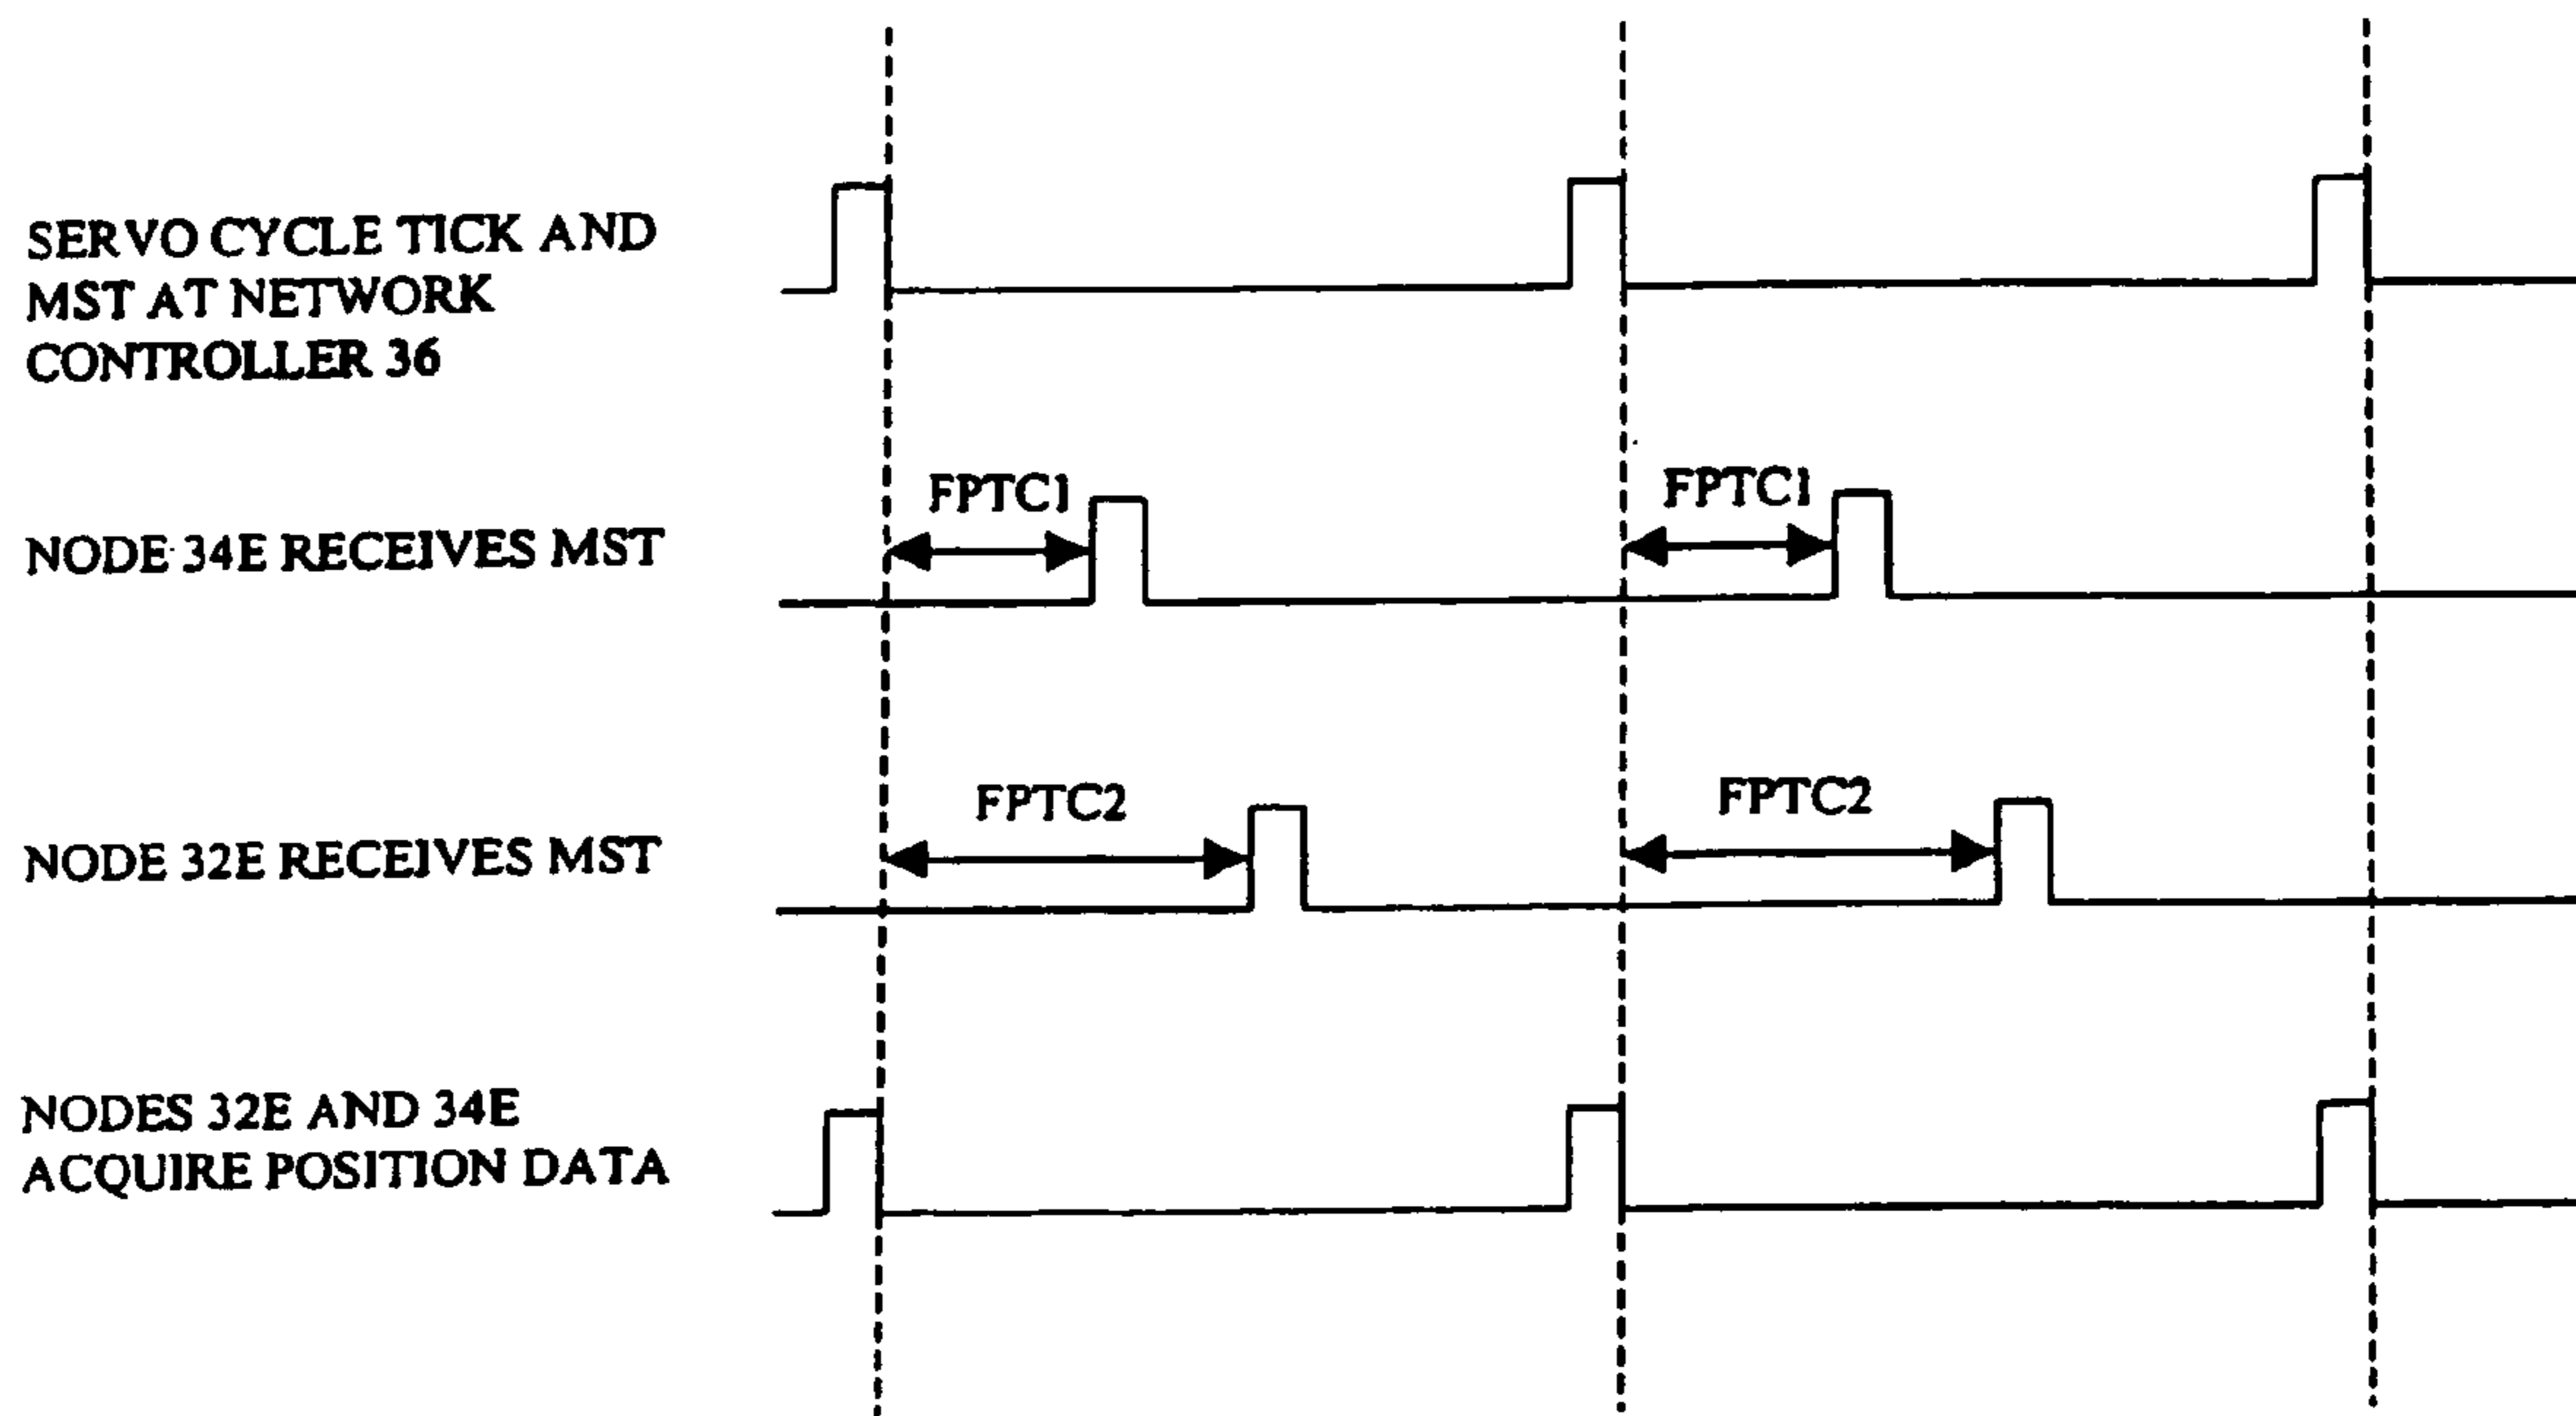 SERVO CYCLE TICK AND
MST AT NETWORK
CONTROLLER 36
FPTC1
FPTC1
NODE 34E RECEIVES MST
FPTC2
FPTC2
NODE 32E RECEIVES MST
NODES 32E AND 34E
ACQUIRE POSITION DATA